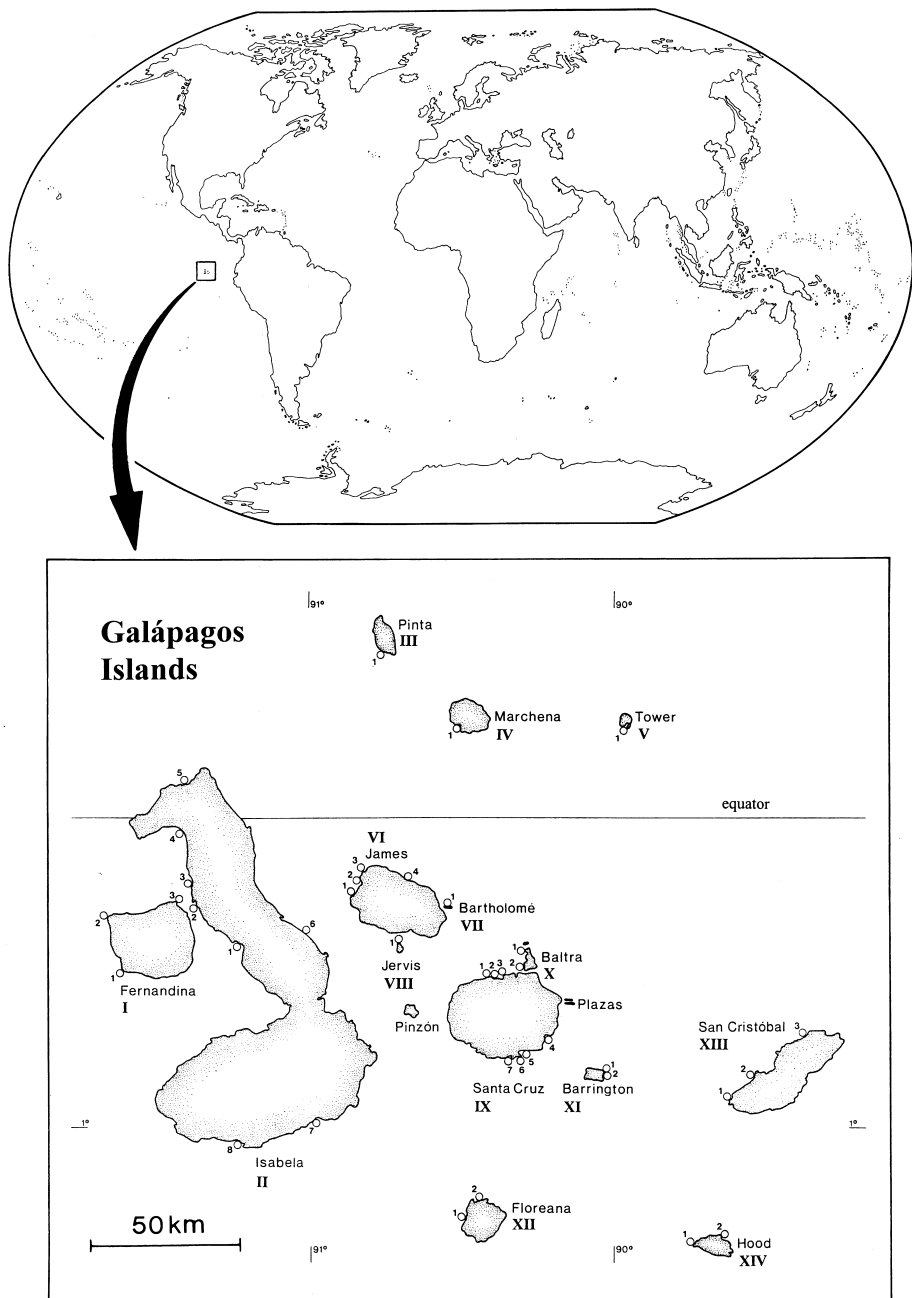 91°
90°
Galápagos
Islands
Pinta
III
1
Marchena
IV
1
Tower
V
1
equator
5
4
3
2
1
6
7
8
Isabela
II
3
2
1
Fernandina
I
VI
James
3
2
1
4
1
Bartholomé
VII
1
Jervis
VIII
Pinzón
1
2
Baltra
X
1 2 3
Plazas
4
5
6
7
Santa Cruz
IX
1
2
Barrington
XI
San Cristóbal
XIII
3
2
1
1°
1°
2
1
Floreana
XII
1
2
Hood
XIV
50 km
91°
90°